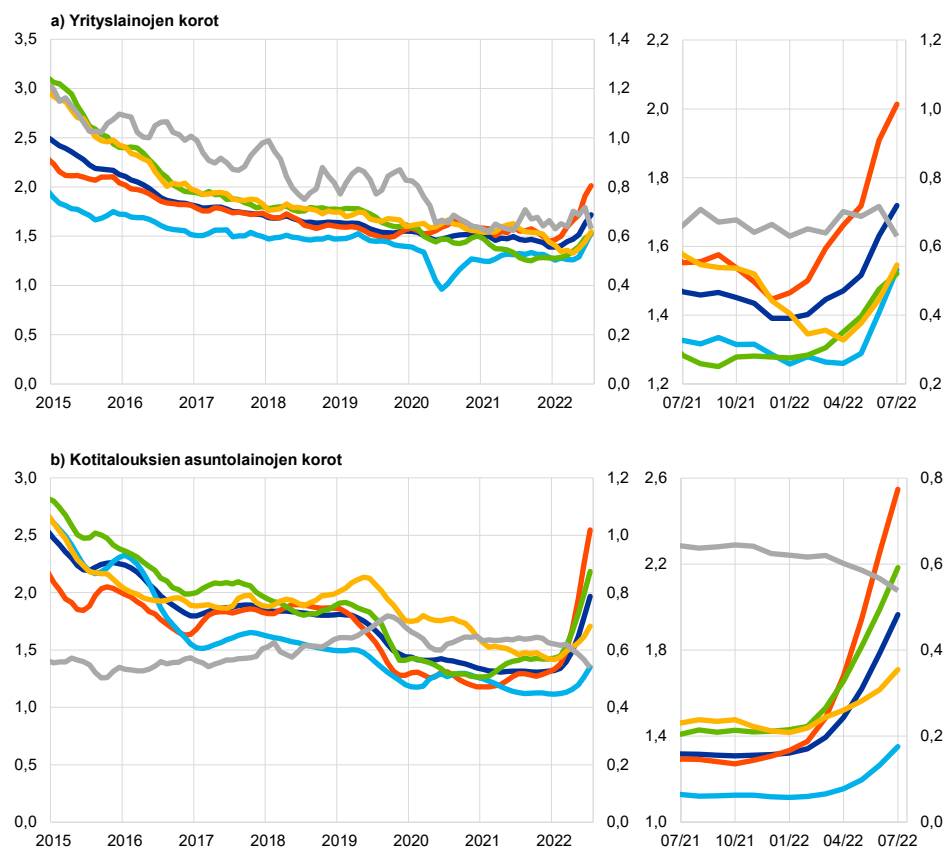 a) Yrityslainojen korot
3,5 1,4 2,2 1,2
3,0 1,2 2,0 1,0
2,5 1,0
2,0 0,8 1,8 0,8
1,5 0,6 1,6 0,6
1,0 0,4
0,5 0,2 1,4 0,4
0,0 0,0 1,2 0,2
2015 2016 2017 2018 2019 2020 2021 2022 07/21 10/21 01/22 04/22 07/22
b) Kotitalouksien asuntolainojen korot
3,0 1,2 2,6 0,8
2,5 1,0
2,0 0,8 2,2 0,6
1,5 0,6 1,8 0,4
1,0 0,4 1,4 0,2
0,5 0,2
0,0 0,0 1,0 0,0
2015 2016 2017 2018 2019 2020 2021 2022 07/21 10/21 01/22 04/22 07/22